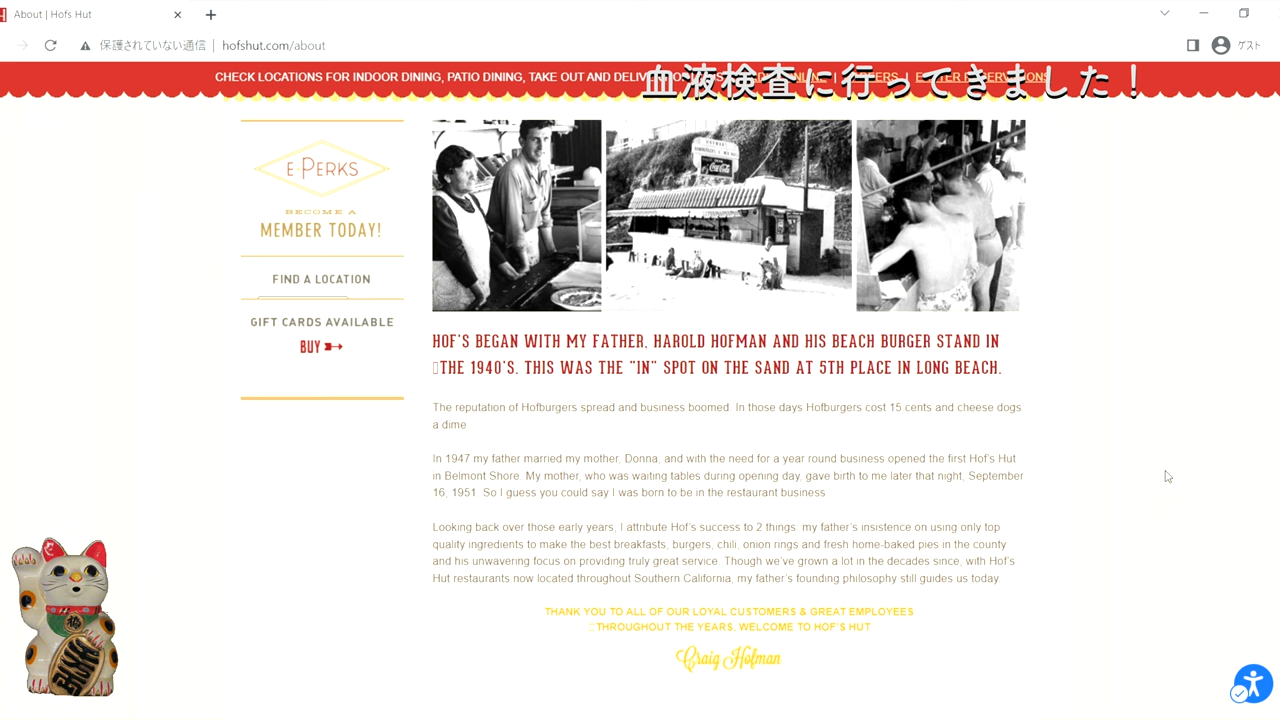 About | Hofs Hut
保護されていない通信 | hofshut.com/about
ゲスト
CHECK LOCATIONS FOR INDOOR DINING, PATIO DINING, TAKE OUT AND
血液検査に行ってきました！
E·PERKS
BECOME A
MEMBER TODAY!
FIND A LOCATION
GIFT CARDS AVAILABLE
BUY
HOF'S BEGAN WITH MY FATHER, HAROLD HOFMAN AND HIS BEACH BURGER STAND IN
THE 1940'S. THIS WAS THE "IN" SPOT ON THE SAND AT 5TH PLACE IN LONG BEACH.
The reputation of Hofburgers spread and business boomed. In those days Hofburgers cost 15 cents and cheese dogs
a dime
In 1947 my father married my mother, Donna, and with the need for a year round business opened the first Hof's Hut
in Belmont Shore. My mother, who was waiting tables during opening day, gave birth to me later that night, September
16, 1951. So I guess you could say I was born to be in the restaurant business
Looking back over those early years, I attribute Hof's success to 2 things: my father's insistence on using only top
quality ingredients to make the best breakfasts, burgers, chili, onion rings and fresh home-baked pies in the county
and his unwavering focus on providing truly great service. Though we've grown a lot in the decades since, with Hof's
Hut restaurants now located throughout Southern California, my father's founding philosophy still guides us today.
THANK YOU TO ALL OF OUR LOYAL CUSTOMERS & GREAT EMPLOYEES
THROUGHOUT THE YEARS, WELCOME TO HOF'S HUT
Craig Hofman